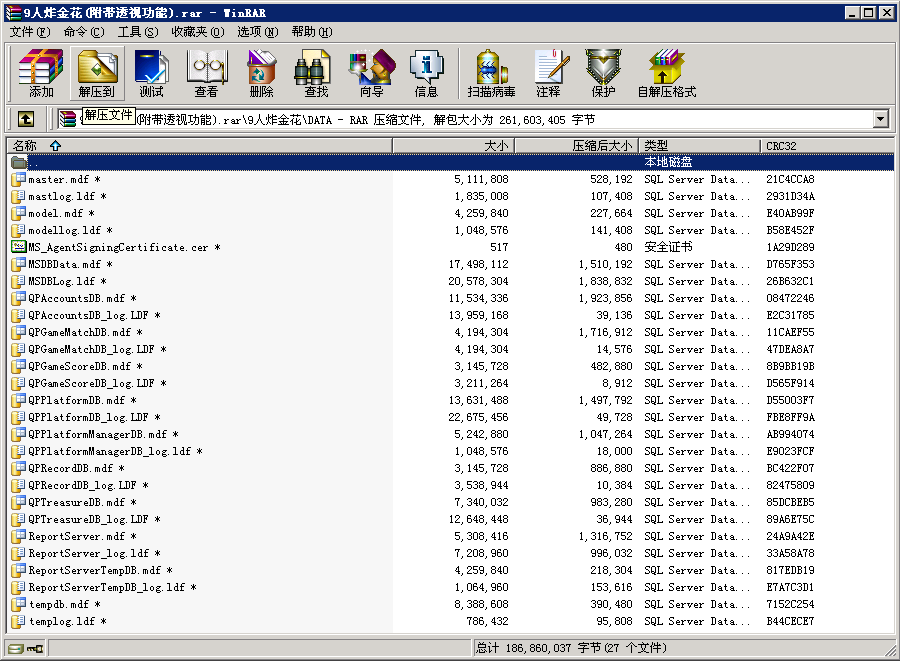 9人炸金花(附带透视功能).rar - WinRAR
文件(F) 命令(C) 工具(S) 收藏夹(O) 选项(N) 帮助(H)
添加 解压到 测试 查看 删除 查找 向导 信息 扫描病毒 注释 保护 自解压格式
解压文件 (附带透视功能).rar\9人炸金花\DATA - RAR 压缩文件, 解包大小为 261,603,405 字节
名称 大小 压缩后大小 类型 CRC32
.. 本地磁盘
master.mdf * 5,111,808 528,192 SQL Server Data... 21C4CCA8
mastlog.ldf * 1,835,008 107,408 SQL Server Data... 2931D34A
model.mdf * 4,259,840 227,664 SQL Server Data... E40AB99F
modellog.ldf * 1,048,576 141,408 SQL Server Data... B58E452F
MS_AgentSigningCertificate.cer * 517 480 安全证书 1A29D289
MSDBData.mdf * 17,498,112 1,510,192 SQL Server Data... D765F353
MSDBLog.ldf * 20,578,304 1,838,832 SQL Server Data... 26B632C1
QPAccountsDB.mdf * 11,534,336 1,923,856 SQL Server Data... 08472246
QPAccountsDB_log.LDF * 13,959,168 39,136 SQL Server Data... E2C31785
QPGameMatchDB.mdf * 4,194,304 1,716,912 SQL Server Data... 11CAEF55
QPGameMatchDB_log.LDF * 4,194,304 14,576 SQL Server Data... 47DEA8A7
QPGameScoreDB.mdf * 3,145,728 482,880 SQL Server Data... 8B9BB19B
QPGameScoreDB_log.LDF * 3,211,264 8,912 SQL Server Data... D565F914
QPPlatformDB.mdf * 13,631,488 1,497,792 SQL Server Data... D55003F7
QPPlatformDB_log.LDF * 22,675,456 49,728 SQL Server Data... FBE8FF9A
QPPlatformManagerDB.mdf * 5,242,880 1,047,264 SQL Server Data... AB994074
QPPlatformManagerDB_log.ldf * 1,048,576 18,000 SQL Server Data... E9023FCF
QPRecordDB.mdf * 3,145,728 886,880 SQL Server Data... BC422F07
QPRecordDB_log.LDF * 3,538,944 10,384 SQL Server Data... 82475809
QPTreasureDB.mdf * 7,340,032 983,280 SQL Server Data... 85DCBEB5
QPTreasureDB_log.LDF * 12,648,448 36,944 SQL Server Data... 89A6E75C
ReportServer.mdf * 5,308,416 1,316,752 SQL Server Data... 24A9A42E
ReportServer_log.ldf * 7,208,960 996,032 SQL Server Data... 33A58A78
ReportServerTempDB.mdf * 4,259,840 218,304 SQL Server Data... 817EDB19
ReportServerTempDB_log.ldf * 1,064,960 153,616 SQL Server Data... E7A7C3D1
tempdb.mdf * 8,388,608 390,480 SQL Server Data... 7152C254
templog.ldf * 786,432 95,808 SQL Server Data... B44CECE7
总计 186,860,037 字节(27 个文件)